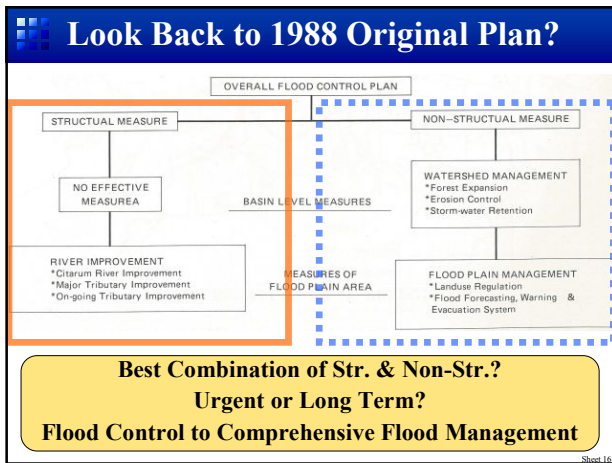 Look Back to 1988 Original Plan?
OVERALL FLOOD CONTROL PLAN
STRUCTUAL MEASURE
NON-STRUCTUAL MEASURE
NO EFFECTIVE
MEASUREA
BASIN LEVEL MEASURES
WATERSHED MANAGEMENT
*Forest Expansion
*Erosion Control
*Storm-water Retention
RIVER IMPROVEMENT
*Citarum River Improvement
*Major Tributary Improvement
*On-going Tributary Improvement
MEASURES OF
FLOOD PLAIN AREA
FLOOD PLAIN MANAGEMENT
*Landuse Regulation
*Flood Forecasting, Warning &
Evacuation System
Best Combination of Str. & Non-Str.?
Urgent or Long Term?
Flood Control to Comprehensive Flood Management
Sheet 16